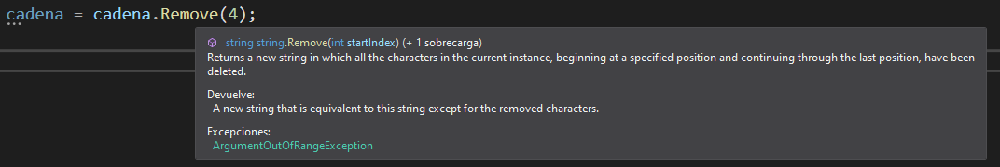 cadena = cadena.Remove(4);
string string.Remove(int startIndex) (+ 1 sobrecarga)
Returns a new string in which all the characters in the current instance, beginning at a specified position and continuing through the last position, have been
deleted.
Devuelve:
A new string that is equivalent to this string except for the removed characters.
Excepciones:
ArgumentOutOfRangeException